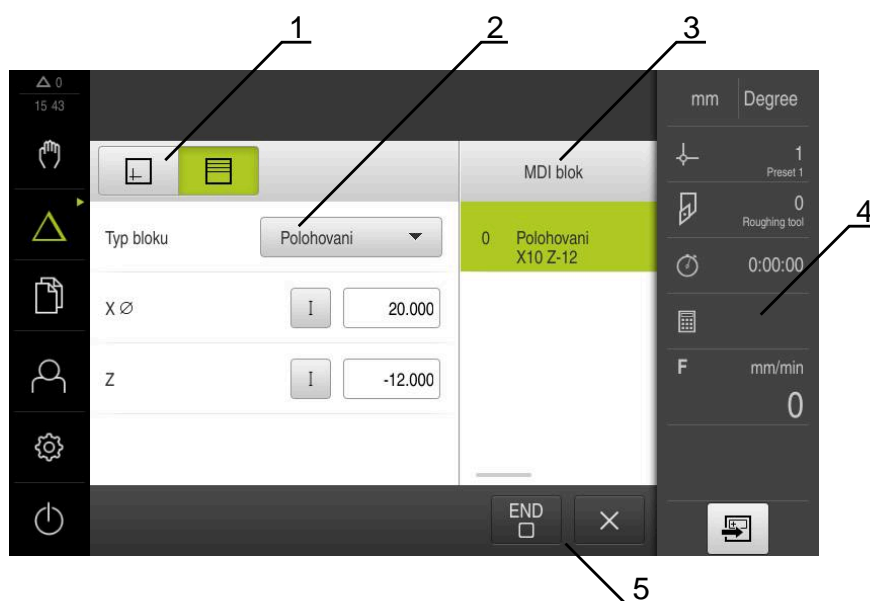 1
2
3
0
15 43
mm Degree
1
Preset 1
MDI blok
0
Roughing tool
4
Typ bloku Polohovani
0 Polohovani
X10 Z-12
0:00:00
X Ø I 20.000
F mm/min
0
Z I -12.000
END
5